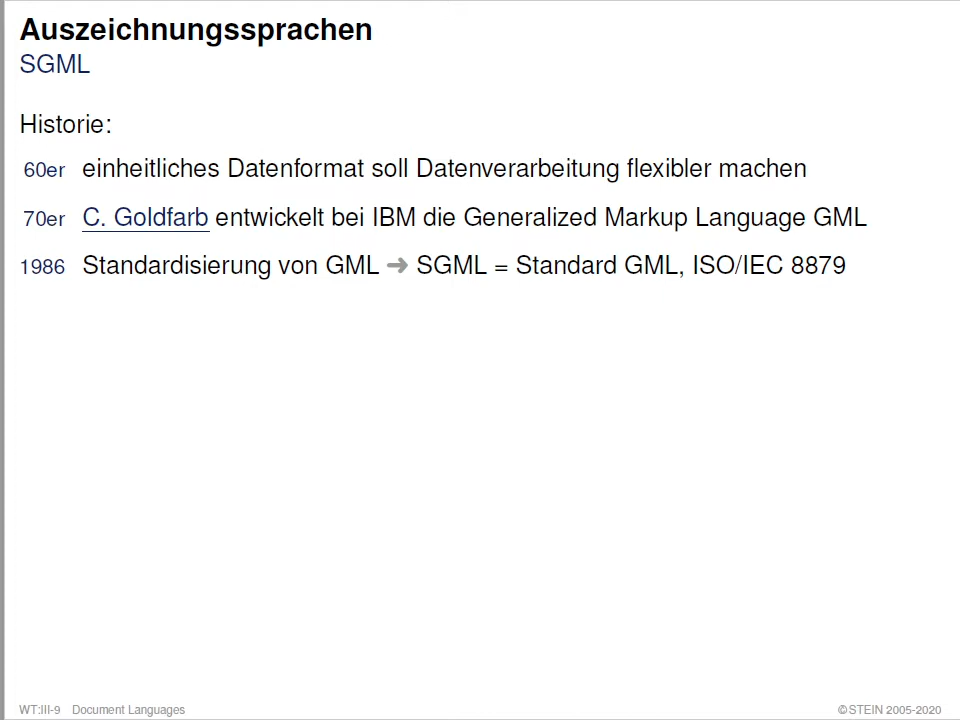 Auszeichnungssprachen
SGML
Historie:
60er einheitliches Datenformat soll Datenverarbeitung flexibler machen
70er C. Goldfarb entwickelt bei IBM die Generalized Markup Language GML
1986 Standardisierung von GML ➜ SGML = Standard GML, ISO/IEC 8879
WT:III-9 Document Languages ©STEIN 2005-2020